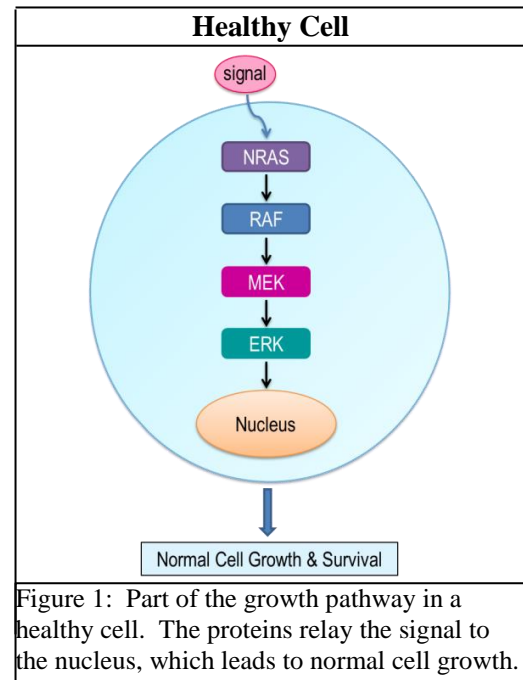 Healthy Cell
signal
NRAS
RAF
MEK
ERK
Nucleus
Normal Cell Growth & Survival
Figure 1:  Part of the growth pathway in a
healthy cell.  The proteins relay the signal to
the nucleus, which leads to normal cell growth.